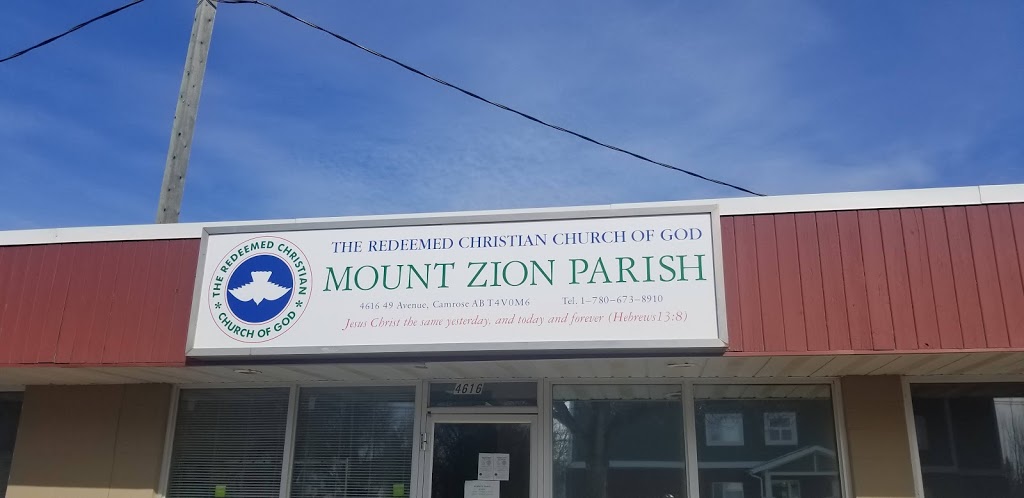 THE REDEEMED CHRISTIAN
CHURCH OF GOD
THE REDEEMED CHRISTIAN CHURCH OF GOD
MOUNT ZION PARISH
4616 49 Avenue, Camrose AB T4V0M6 Tel. 1-780-673-8910
Jesus Christ the same yesterday, and today and forever (Hebrews13:8)
4616